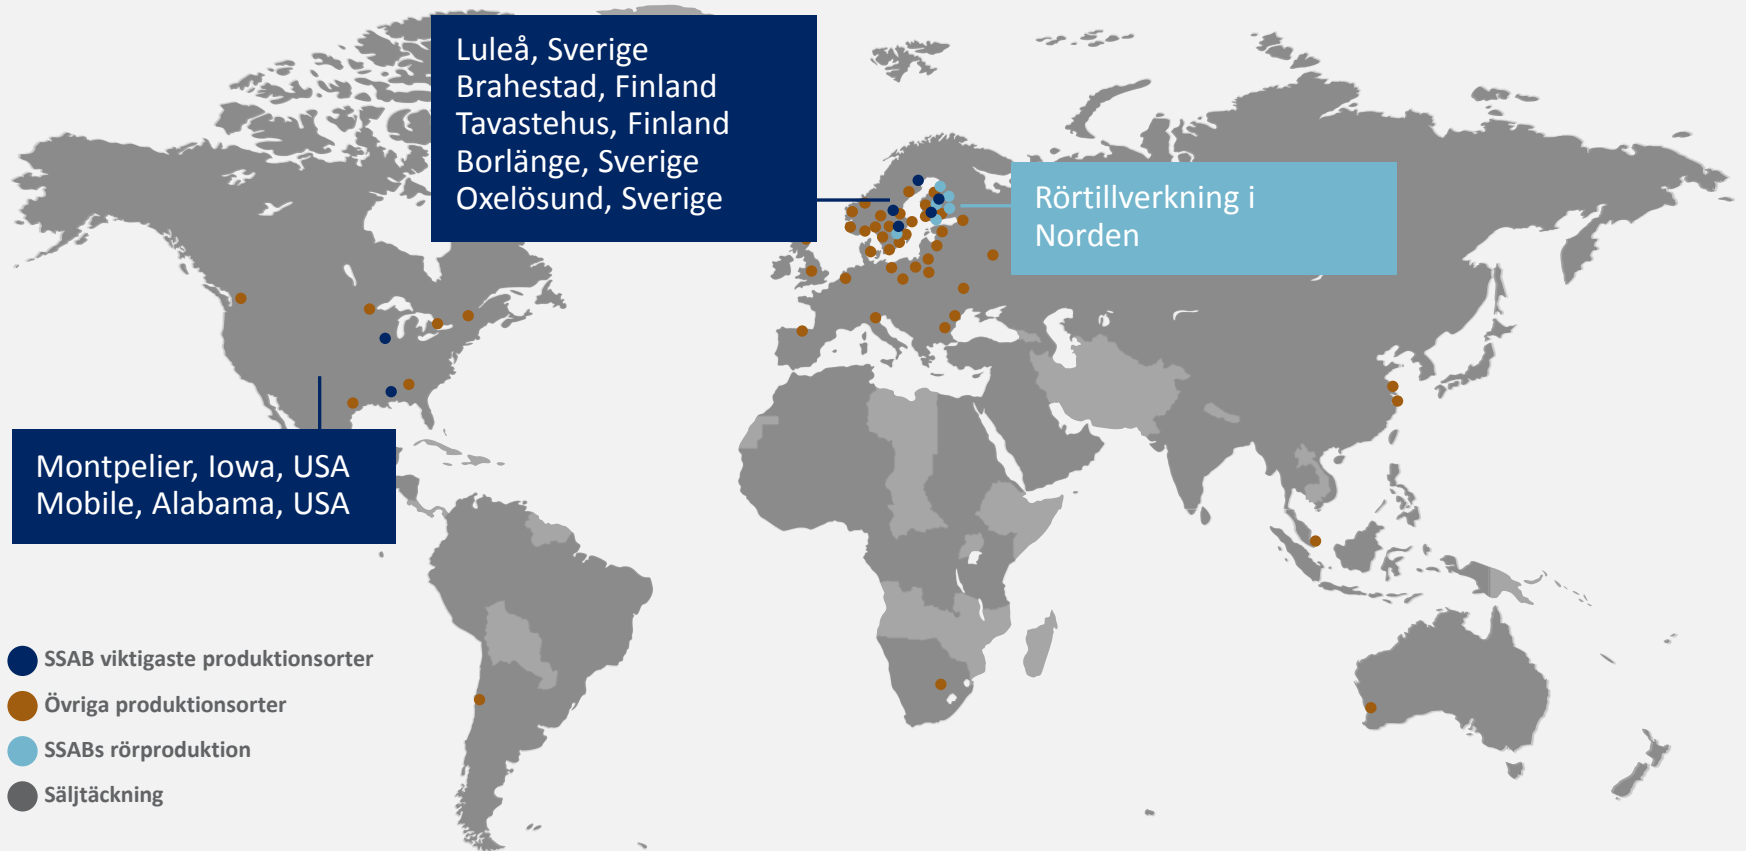 Luleå, Sverige
Brahestad, Finland
Tavastehus, Finland
Borlänge, Sverige
Oxelösund, Sverige
Rörtillverkning i
Norden
Montpelier, Iowa, USA
Mobile, Alabama, USA
SSAB viktigaste produktionsorter
Övriga produktionsorter
SSABs rörproduktion
Säljtäckning